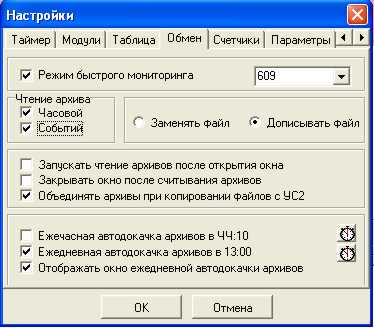 Настройки
Таймер Модули Таблица Обмен Счетчики Параметры
Режим быстрого мониторинга 609
Чтение архива
Часовой
Событий
Заменять файл Дописывать файл
Запускать чтение архивов после открытия окна
Закрывать окно после считывания архивов
Объединять архивы при копировании файлов с УС2
Ежечасная автодокачка архивов в ЧЧ:10
Ежедневная автодокачка архивов в 13:00
Отображать окно ежедневной автодокачки архивов
OK Отмена